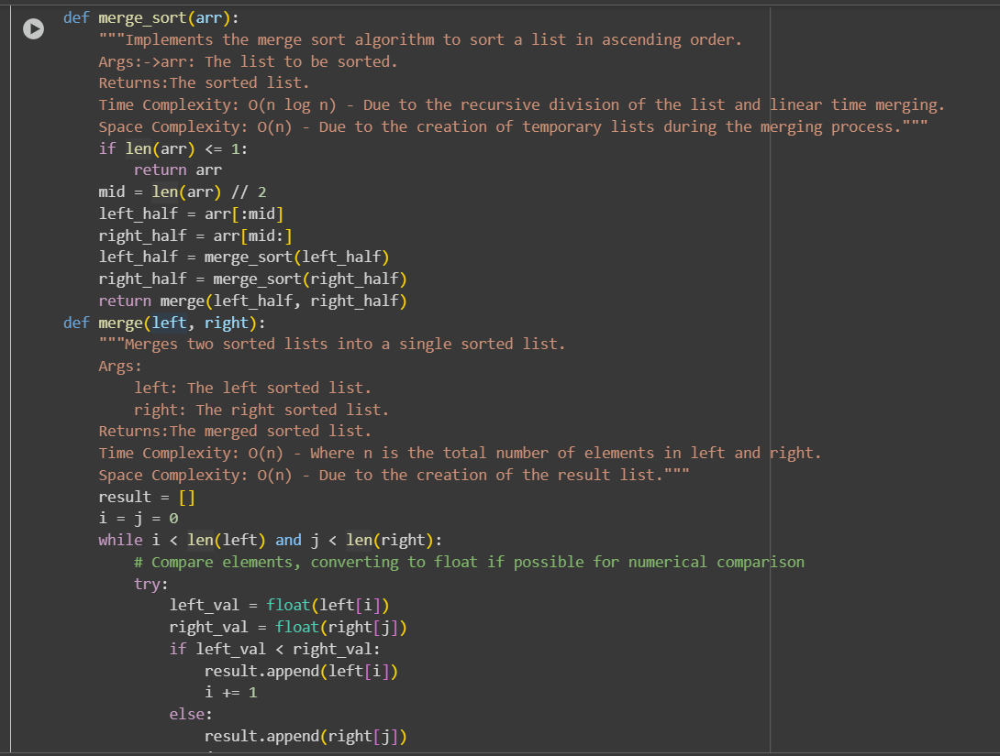 def merge_sort(arr):
    """Implements the merge sort algorithm to sort a list in ascending order.
    Args:->arr: The list to be sorted.
    Returns:The sorted list.
    Time Complexity: O(n log n) - Due to the recursive division of the list and linear time merging.
    Space Complexity: O(n) - Due to the creation of temporary lists during the merging process."""
    if len(arr) <= 1:
        return arr
    mid = len(arr) // 2
    left_half = arr[:mid]
    right_half = arr[mid:]
    left_half = merge_sort(left_half)
    right_half = merge_sort(right_half)
    return merge(left_half, right_half)
def merge(left, right):
    """Merges two sorted lists into a single sorted list.
    Args:
        left: The left sorted list.
        right: The right sorted list.
    Returns:The merged sorted list.
    Time Complexity: O(n) - Where n is the total number of elements in left and right.
    Space Complexity: O(n) - Due to the creation of the result list."""
    result = []
    i = j = 0
    while i < len(left) and j < len(right):
        # Compare elements, converting to float if possible for numerical comparison
        try:
            left_val = float(left[i])
            right_val = float(right[j])
            if left_val < right_val:
                result.append(left[i])
                i += 1
            else:
                result.append(right[j])